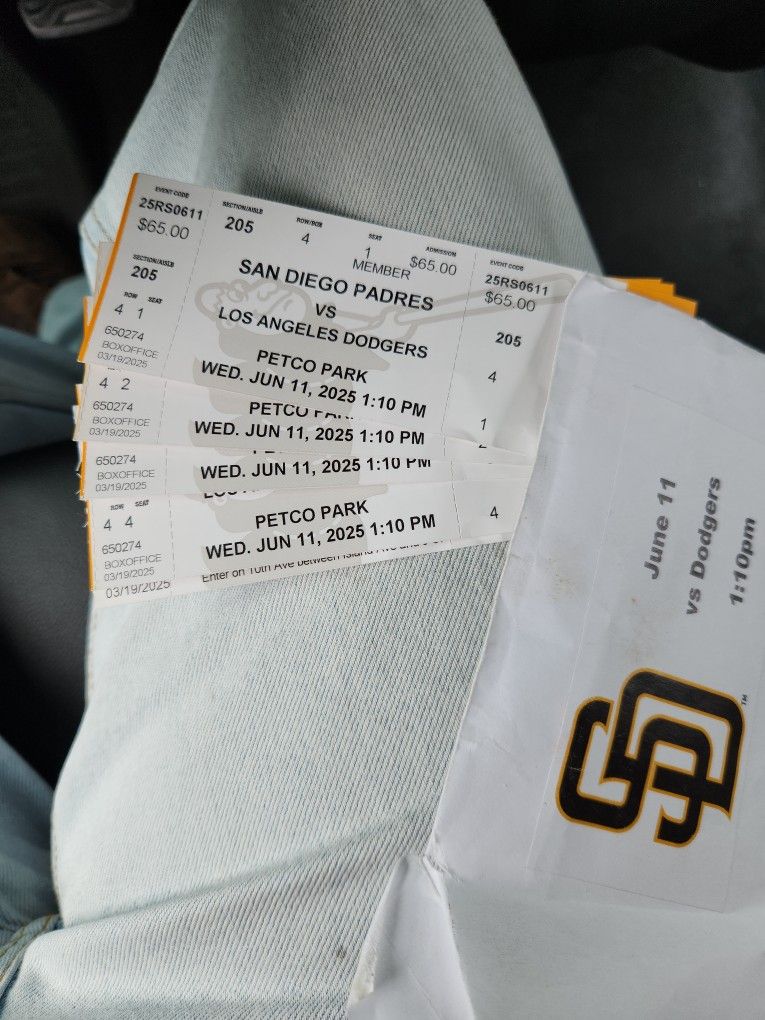 EVENT CODE SECTION/AISLE ROW/BOX SEAT ADMISSION EVENT CODE
25RS0611 205 4 1 $65.00 25RS0611
$65.00 MEMBER $65.00
SECTION/AISLE
205
ROW SEAT
4 1
650274
BOXOFFICE
03/19/2025
SAN DIEGO PADRES
VS
LOS ANGELES DODGERS
PETCO PARK
WED. JUN 11, 2025 1:10 PM
205
4
1
4 2
650274
BOXOFFICE
03/19/2025
PETCO PARK
WED. JUN 11, 2025 1:10 PM
650274
BOXOFFICE
03/19/2025
WED. JUN 11, 2025 1:10 PM
ROW SEAT
4 4
650274
BOXOFFICE
03/19/2025
PETCO PARK
WED. JUN 11, 2025 1:10 PM
4
03/19/2025
Enter on 10th Ave between Island Ave and
June 11
vs Dodgers
1:10pm
SD
TM